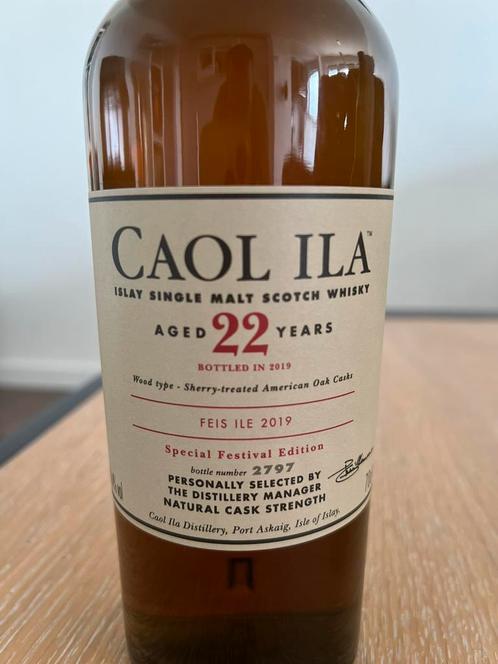 CAOL ILA™
ISLAY SINGLE MALT SCOTCH WHISKY
AGED 22 YEARS
BOTTLED IN 2019
Wood type - Sherry-treated American Oak Casks
FEIS ILE 2019
Special Festival Edition
bottle number 2797
PERSONALLY SELECTED BY
THE DISTILLERY MANAGER
NATURAL CASK STRENGTH
Caol Ila Distillery, Port Askaig, Isle of Islay.